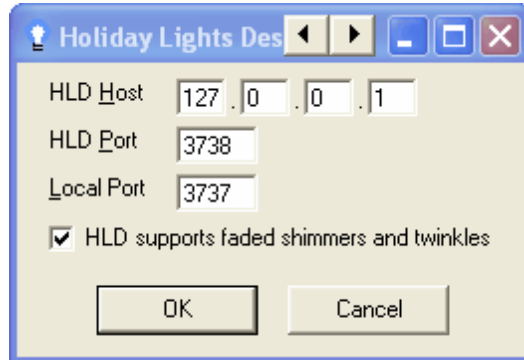 Holiday Lights Des
HLD Host 127 . 0 . 0 . 1
HLD Port 3738
Local Port 3737
HLD supports faded shimmers and twinkles
OK Cancel